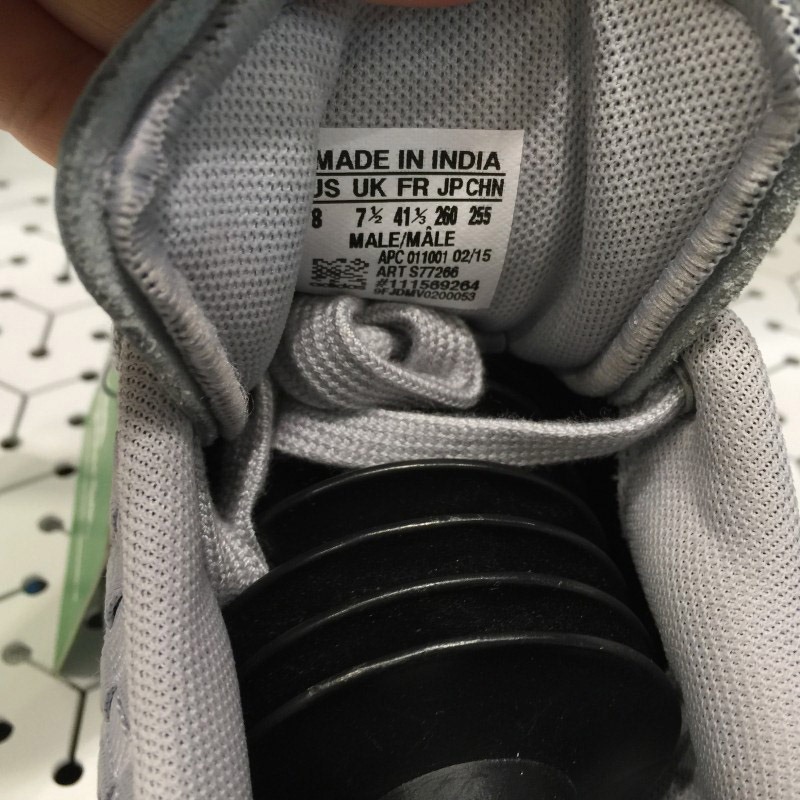 MADE IN INDIA
US UK FR JP CHN
8 7½ 41⅓ 260 255
MALE/MÂLE
APC 011001 02/15
ART S77266
#111569264
9FJDMV0200053